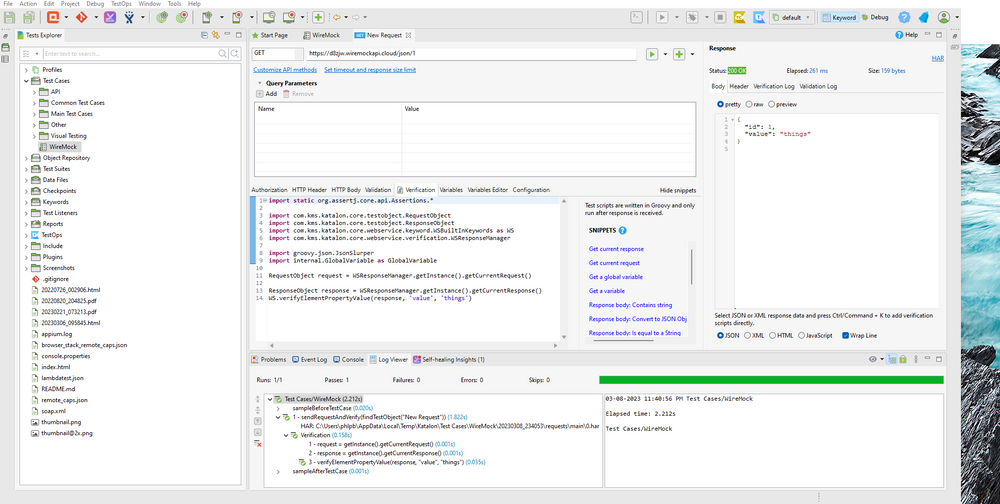 File Action Edit Project Debug TestOps Window Tools Help
default
Keyword
Debug
Tests Explorer
Enter text to search...
Profiles
Test Cases
API
Common Test Cases
Main Test Cases
Other
Visual Testing
WireMock
Object Repository
Test Suites
Data Files
Checkpoints
Keywords
Test Listeners
Reports
TestOps
Include
Plugins
Screenshots
.gitignore
20220726_002906.html
20220820_204825.pdf
20230221_073213.pdf
20230306_095845.html
appium.log
browser_stack_remote_caps.json
console.properties
index.html
lambdatest.json
README.md
remote_caps.json
soap.xml
thumbnail.png
thumbnail@2x.png
Start Page
WireMock
New Request
Help
GET
https://d8zjw.wiremockapi.cloud/json/1
Customize API methods
Set timeout and response size limit
Query Parameters
Add
Remove
Name
Value
Authorization HTTP Header HTTP Body Validation Verification Variables Variables Editor Configuration
Hide snippets
1 import static org.assertj.core.api.Assertions.*
2
3 import com.kms.katalon.core.testobject.RequestObject
4 import com.kms.katalon.core.testobject.ResponseObject
5 import com.kms.katalon.core.webservice.keyword.WSBuiltInKeywords as WS
6 import com.kms.katalon.core.webservice.verification.WSResponseManager
7
8 import groovy.json.JsonSlurper
9 import internal.GlobalVariable as GlobalVariable
10
11 RequestObject request = WSResponseManager.getInstance().getCurrentRequest()
12
13 ResponseObject response = WSResponseManager.getInstance().getCurrentResponse()
14 WS.verifyElementPropertyValue(response, 'value', 'things')
Test scripts are written in Groovy and only
run after response is received.
SNIPPETS
Get current response
Get current request
Get a global variable
Get a variable
Response body: Contains string
Response body: Convert to JSON Obj
Response body: Is equal to a String
Response
HAR
Status: 200 OK
Elapsed: 261 ms
Size: 159 bytes
Body Header Verification Log Validation Log
pretty raw preview
1 {
2 "id": 1,
3 "value": "things"
4 }
5
Select JSON or XML response data and press Ctrl/Command + K to add verification
scripts directly.
JSON XML HTML JavaScript Wrap Line
Problems Event Log Console Log Viewer Self-healing Insights (1)
Runs: 1/1
Passes: 1
Failures: 0
Errors: 0
Skips: 0
Test Cases/WireMock (2.212s)
sampleBeforeTestCase (0.020s)
1 - sendRequestAndVerify(findTestObject("New Request")) (1.822s)
HAR: C:\Users\phlpb\AppData\Local\Temp\Katalon\Test Cases\WireMock\20230308_234053\requests\main\0.har
Verification (0.158s)
1 - request = getInstance().getCurrentRequest() (0.001s)
2 - response = getInstance().getCurrentResponse() (0.001s)
3 - verifyElementPropertyValue(response, "value", "things") (0.035s)
sampleAfterTestCase (0.001s)
03-08-2023 11:40:56 PM Test Cases/WireMock
Elapsed time: 2.212s
Test Cases/WireMock